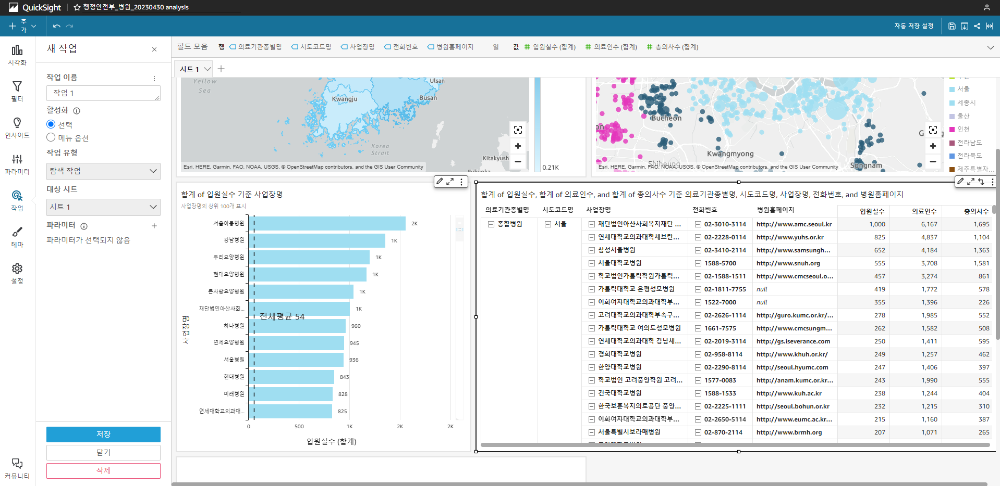 QuickSight
행정안전부_병원_20230430 analysis
추가
자동 저장 설정
시각화
필터
인사이트
파라미터
작업
테마
설정
커뮤니티
새 작업
작업 이름
작업 1
활성화
선택
메뉴 옵션
작업 유형
탐색 작업
대상 시트
시트 1
파라미터
파라미터가 선택되지 않음
저장
닫기
삭제
필드 모음 행 의료기관종별명 시도코드명 사업장명 전화번호 병원홈페이지 열 값 입원실수 (합계) 의료인수 (합계) 총의사수 (합계)
시트 1
Yellow
Sea
Kwangju
Ulsan
Busan
Korea
Strait
Kitakyush
Fukuoka
Esri, HERE, Garmin, FAO, NOAA, USGS, © OpenStreetMap contributors, and the GIS User Community
0.21K
Bucheon
Kwangmyong
Shiheung
Songnam
Esri, HERE, Garmin, FAO, NOAA, USGS, © OpenStreetMap contributors, and the GIS User Community
서울
세종시
울산
인천
전라남도
전라북도
제주특별자...
합계 of 입원실수 기준 사업장명
사업장명의 상위 100개 표시
사업장명
서울아동병원 2K
강남병원 1K
우리요양병원 1K
현대요양병원 1K
큰사랑요양병원 1K
재단법인아산사회... 1K
전체평균 54
하나병원 960
연세요양병원 945
서울병원 936
현대병원 843
미래병원 828
연세대학교의과대... 825
0 500 1K 2K 2K
입원실수 (합계)
합계 of 입원실수, 합계 of 의료인수, and 합계 of 총의사수 기준 의료기관종별명, 시도코드명, 사업장명, 전화번호, and 병원홈페이지
의료기관종별명 시도코드명 사업장명 전화번호 병원홈페이지 입원실수 의료인수 총의사수
종합병원 서울 재단법인아산사회복지재단 ... 02-3010-3114 http://www.amc.seoul.kr 1,000 6,167 1,695
연세대학교의과대학세브란... 02-2228-0114 http://www.yuhs.or.kr 825 4,837 1,104
삼성서울병원 02-3410-2114 http://www.samsungh... 652 4,184 1,363
서울대학교병원 1588-5700 http://www.snuh.org 555 3,708 1,581
학교법인가톨릭학원가톨릭... 02-1588-1511 http://www.cmcseoul.o... 457 3,274 861
가톨릭대학교 은평성모병원 02-1811-7755 null 419 1,772 578
이화여자대학교의과대학부... 1522-7000 null 355 1,396 226
고려대학교의과대학부속구... 02-2626-1114 http://guro.kumc.or.kr/... 278 1,985 552
가톨릭대학교 여의도성모병원 1661-7575 http://www.cmcsungm... 262 1,582 508
연세대학교의과대학 강남세... 02-2019-3114 http://gs.iseverance.com 250 1,411 595
경희대학교병원 02-958-8114 http://www.khuh.or.kr/ 249 1,257 462
한양대학교병원 02-2290-8114 http://seoul.hyumc.com 247 1,406 397
학교법인 고려중앙학원 고려... 1577-0083 http://anam.kumc.or.kr... 243 1,990 555
건국대학교병원 1588-1533 http://www.kuh.ac.kr 238 1,244 404
한국보훈복지의료공단 중앙... 02-2225-1111 http://seoul.bohun.or.kr 232 1,215 310
이화여자대학교의과대학부... 02-2650-5114 http://www.eumc.ac.kr... 215 1,160 387
서울특별시보라매병원 02-870-2114 http://www.brmh.org 207 1,071 265